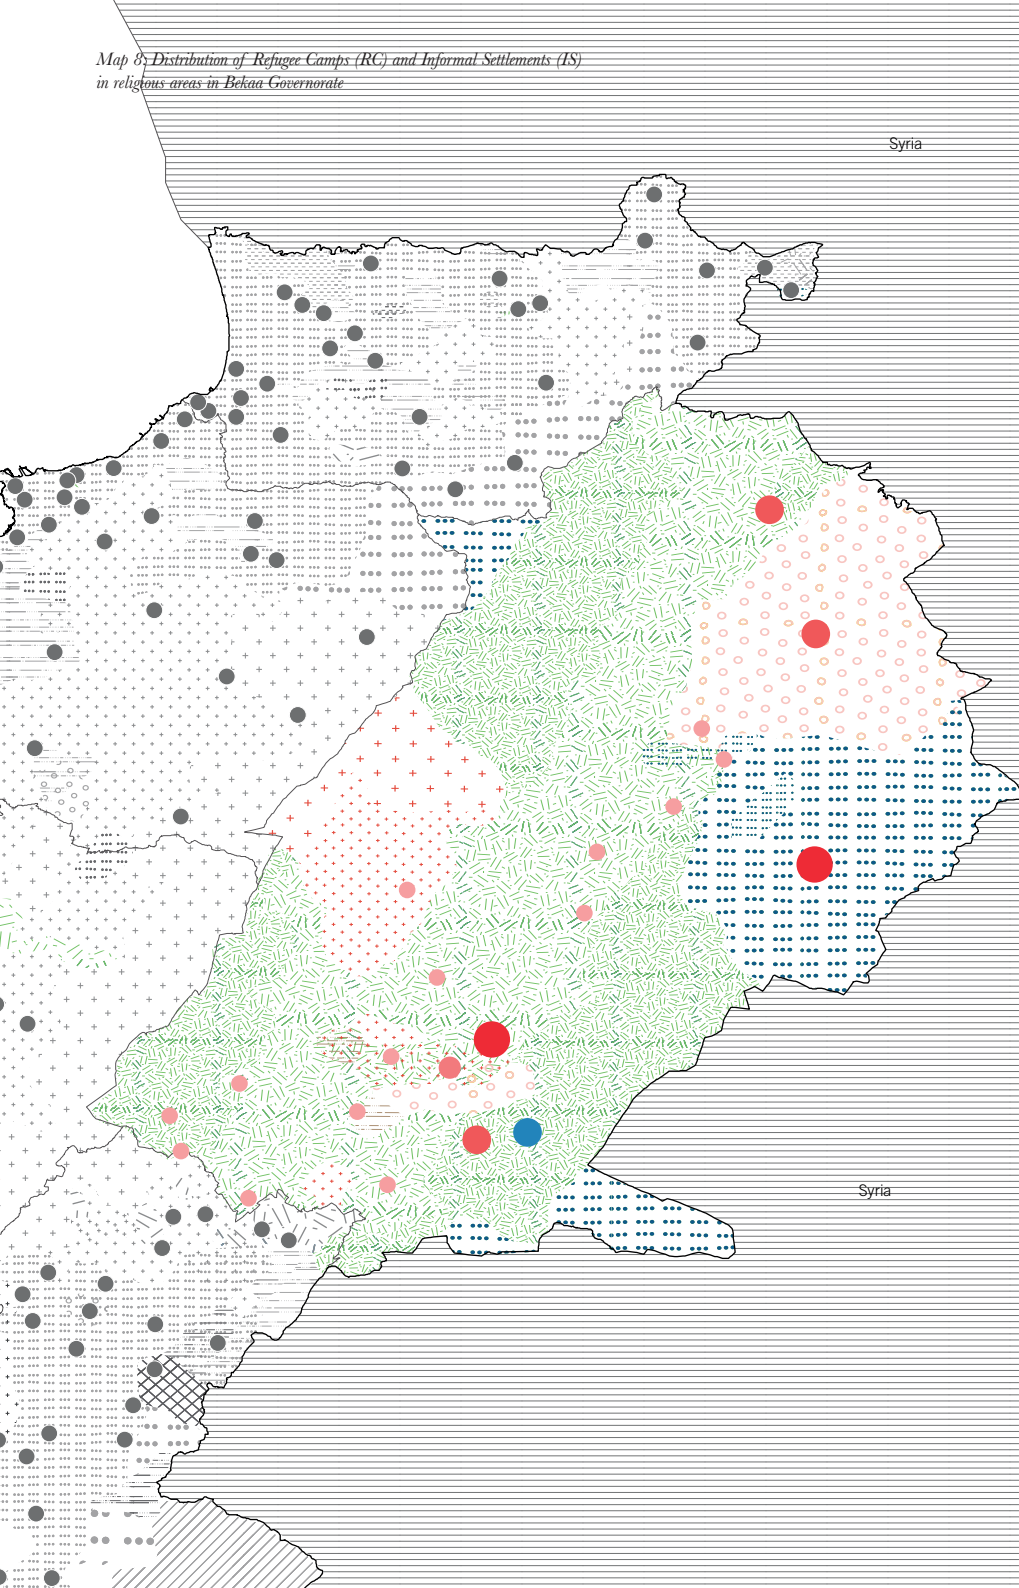 Map 8: Distribution of Refugee Camps (RC) and Informal Settlements (IS)
in religious areas in Bekaa Governorate
Syria
Syria